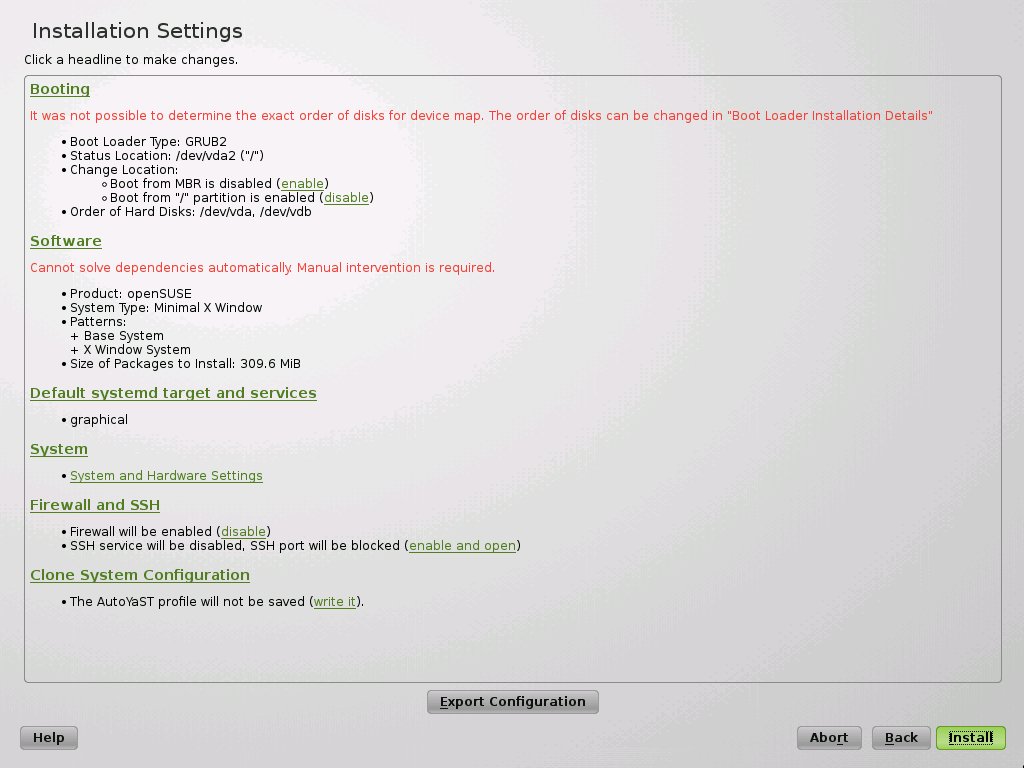 Installation Settings
Click a headline to make changes.
Booting
It was not possible to determine the exact order of disks for device map. The order of disks can be changed in "Boot Loader Installation Details"
• Boot Loader Type: GRUB2
• Status Location: /dev/vda2 ("/")
• Change Location:
◦ Boot from MBR is disabled (enable)
◦ Boot from "/" partition is enabled (disable)
• Order of Hard Disks: /dev/vda, /dev/vdb
Software
Cannot solve dependencies automatically. Manual intervention is required.
• Product: openSUSE
• System Type: Minimal X Window
• Patterns:
+ Base System
+ X Window System
• Size of Packages to Install: 309.6 MiB
Default systemd target and services
• graphical
System
• System and Hardware Settings
Firewall and SSH
• Firewall will be enabled (disable)
• SSH service will be disabled, SSH port will be blocked (enable and open)
Clone System Configuration
• The AutoYaST profile will not be saved (write it).
Export Configuration
Help Abort Back Install